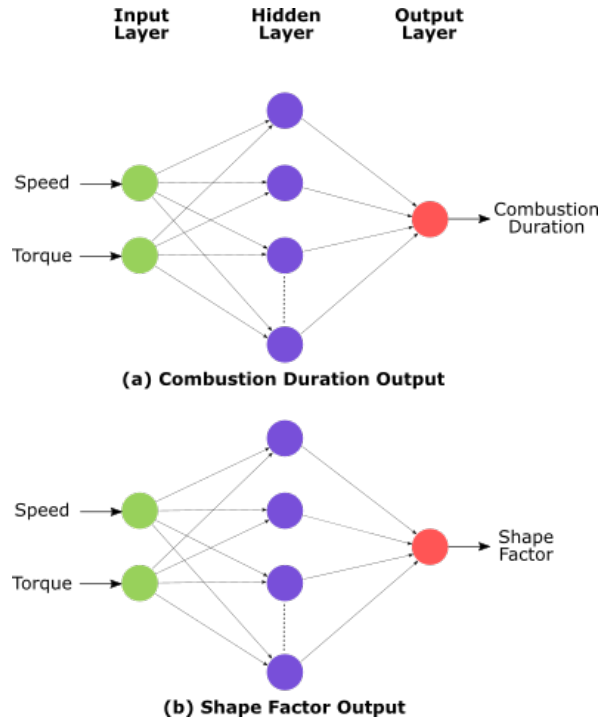 Input Layer
Hidden Layer
Output Layer
Speed
Torque
Combustion Duration
(a) Combustion Duration Output
Speed
Torque
Shape Factor
(b) Shape Factor Output